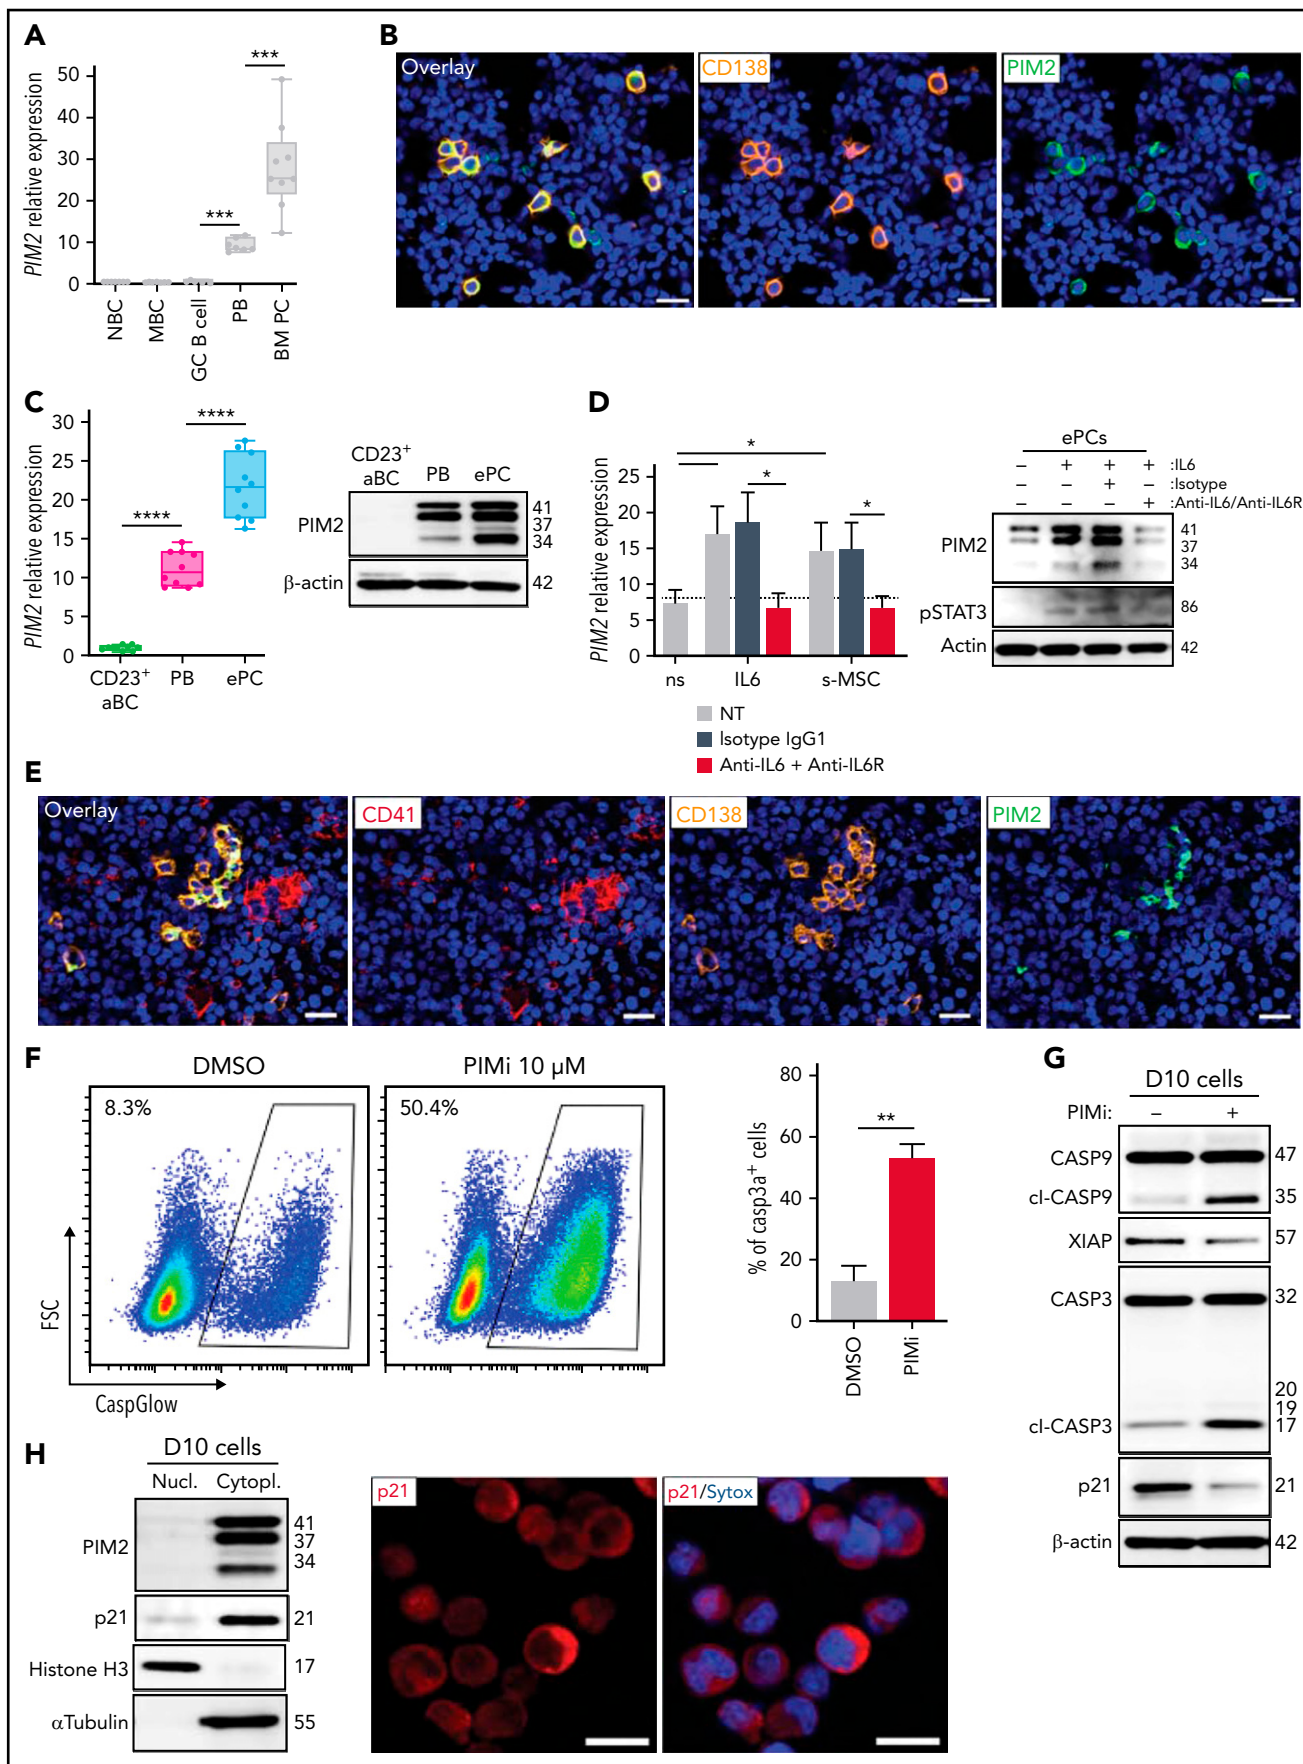 A
PIM2 relative expression
50
40
30
20
10
0
***
***
NBC
MBC
GC B cell
PB
BM PC
B
Overlay
CD138
PIM2
C
PIM2 relative expression
30
25
20
15
10
5
0
****
****
CD23+
aBC
PB
ePC
CD23+
aBC
PB
ePC
PIM2
41
37
34
β-actin
42
D
PIM2 relative expression
25
20
15
10
5
0
*
*
*
ns
IL6
s-MSC
NT
Isotype IgG1
Anti-IL6 + Anti-IL6R
ePCs
– + + + :IL6
+ :Isotype
– – + :Anti-IL6/Anti-IL6R
PIM2
41
37
34
pSTAT3
86
Actin
42
E
Overlay
CD41
CD138
PIM2
F
DMSO
8.3%
PIMi 10 µM
50.4%
FSC
CaspGlow
% of casp3a+ cells
80
60
40
20
0
**
DMSO
PIMi
G
D10 cells
PIMi: – +
CASP9
47
cl-CASP9
35
XIAP
57
CASP3
32
20
19
cl-CASP3
17
p21
21
β-actin
42
H
D10 cells
Nucl. Cytopl.
PIM2
41
37
34
p21
21
Histone H3
17
αTubulin
55
p21
p21/Sytox